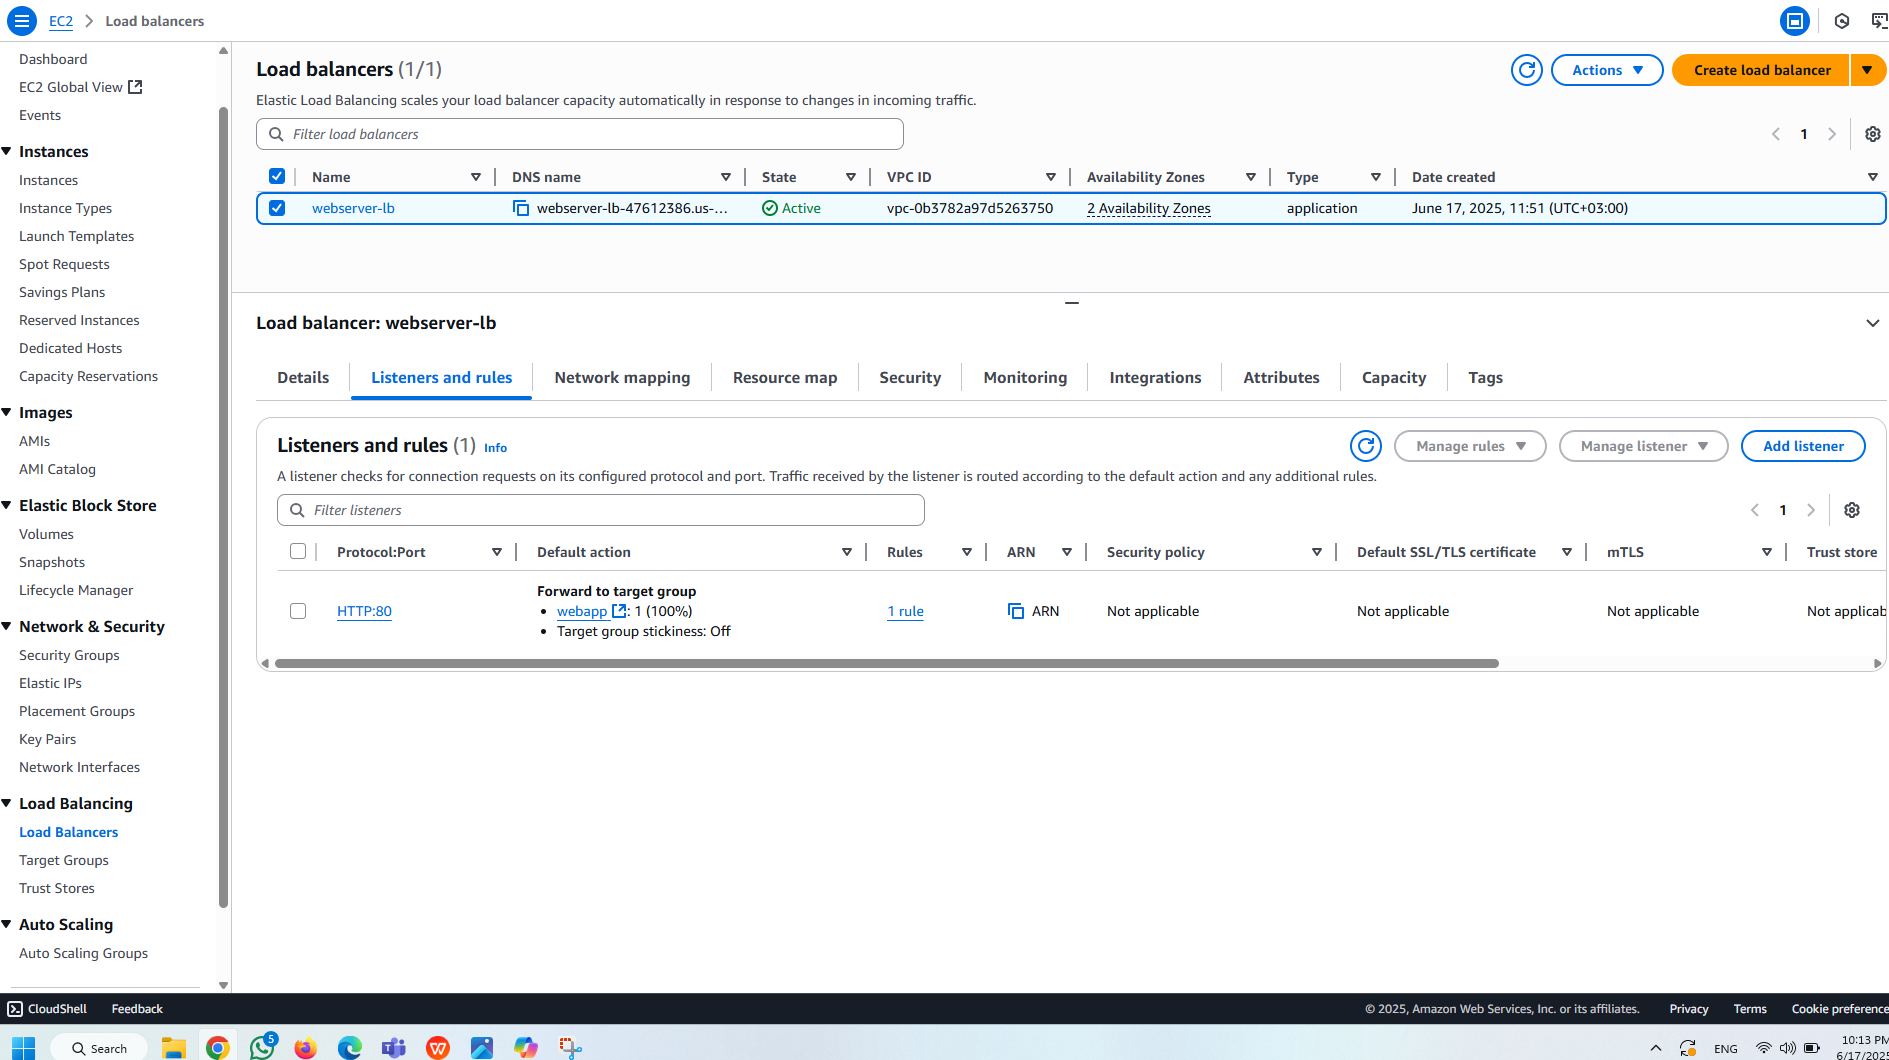 EC2 > Load balancers
Dashboard
EC2 Global View
Events
Instances
Instances
Instance Types
Launch Templates
Spot Requests
Savings Plans
Reserved Instances
Dedicated Hosts
Capacity Reservations
Images
AMIs
AMI Catalog
Elastic Block Store
Volumes
Snapshots
Lifecycle Manager
Network & Security
Security Groups
Elastic IPs
Placement Groups
Key Pairs
Network Interfaces
Load Balancing
Load Balancers
Target Groups
Trust Stores
Auto Scaling
Auto Scaling Groups
Load balancers (1/1)
Actions
Create load balancer
Elastic Load Balancing scales your load balancer capacity automatically in response to changes in incoming traffic.
Filter load balancers
1
Name DNS name State VPC ID Availability Zones Type Date created
webserver-lb webserver-lb-47612386.us-... Active vpc-0b3782a97d5263750 2 Availability Zones application June 17, 2025, 11:51 (UTC+03:00)
Load balancer: webserver-lb
Details Listeners and rules Network mapping Resource map Security Monitoring Integrations Attributes Capacity Tags
Listeners and rules (1) Info
Manage rules Manage listener Add listener
A listener checks for connection requests on its configured protocol and port. Traffic received by the listener is routed according to the default action and any additional rules.
Filter listeners
1
Protocol:Port Default action Rules ARN Security policy Default SSL/TLS certificate mTLS Trust store
Forward to target group
HTTP:80 • webapp : 1 (100%) 1 rule ARN Not applicable Not applicable Not applicable Not applicab
• Target group stickiness: Off
CloudShell Feedback © 2025, Amazon Web Services, Inc. or its affiliates. Privacy Terms Cookie preference
Search
5
ENG
10:13 PM
6/17/2025